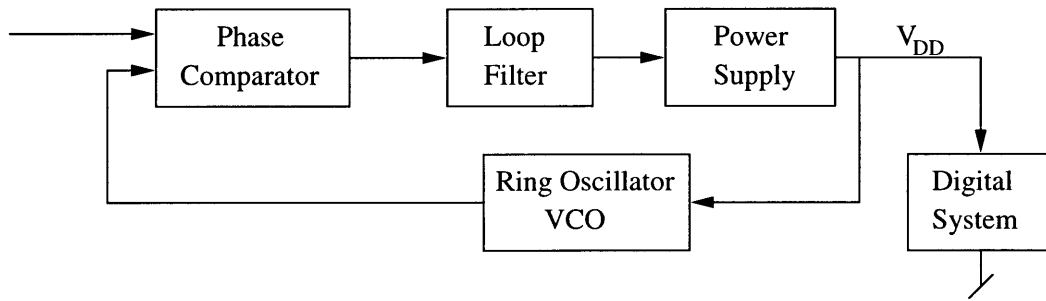 Phase
Comparator
Loop
Filter
Power
Supply
V_DD
Ring Oscillator
VCO
Digital
System